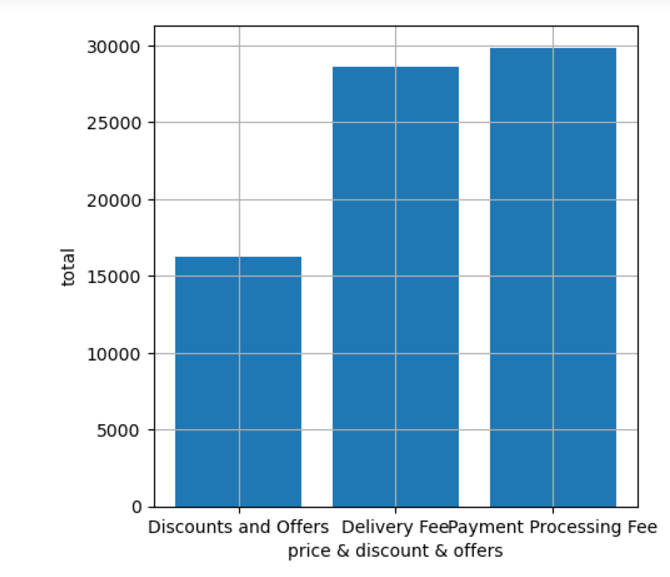 30000
25000
20000
15000
10000
5000
0
total
Discounts and Offers Delivery Fee Payment Processing Fee
price & discount & offers